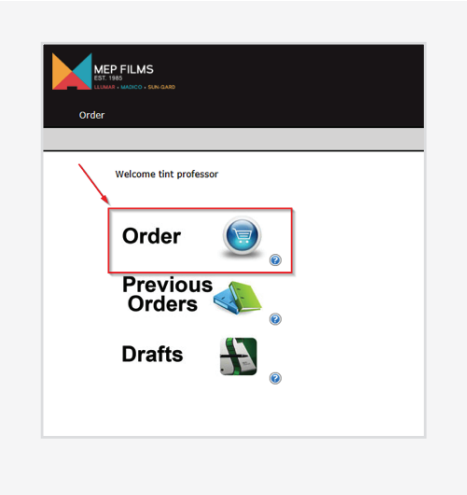 MEP FILMS
EST. 1985
LLUMAR • MADICO • SUN-GARD
Order
Welcome tint professor
Order
?
Previous
Orders
?
Drafts
?